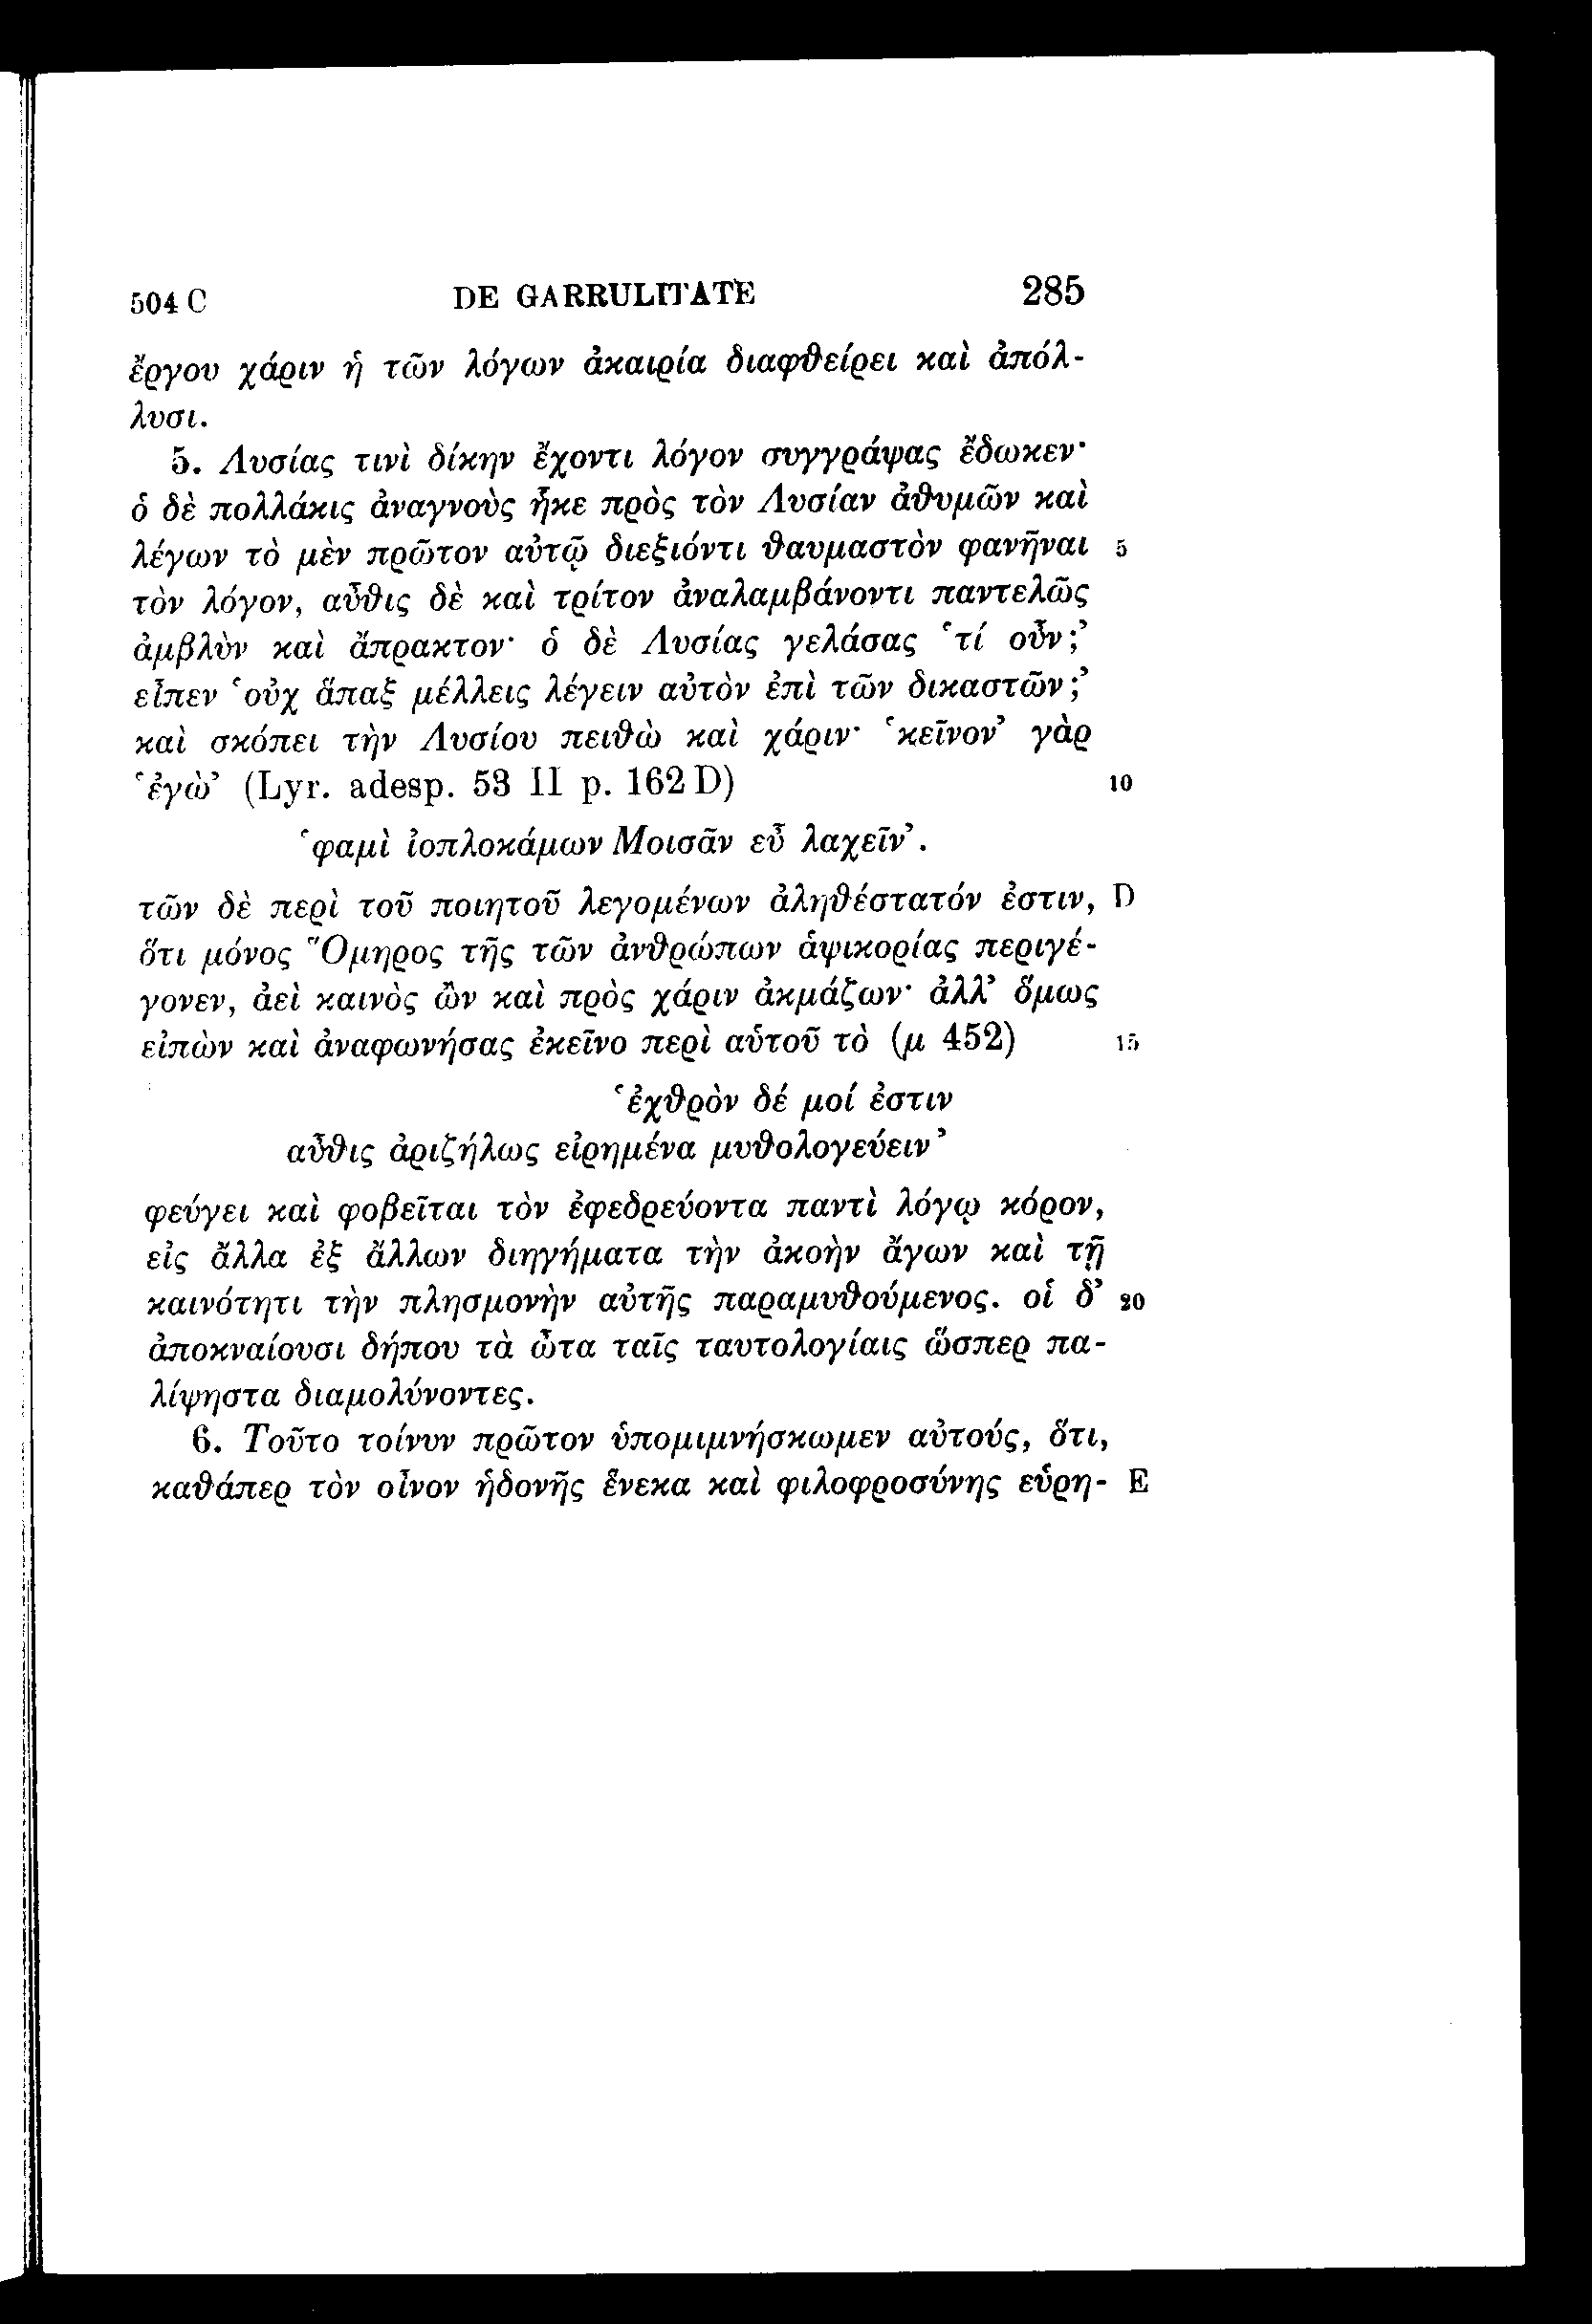 504 C DE GARRULITATE 285
ἔργου χάριν ἡ τῶν λόγων ἀκαιρία διαφθείρει καὶ ἀπόλ-
λυσι.
5. Λυσίας τινὶ δίκην ἔχοντι λόγον συγγράψας ἔδωκεν·
ὁ δὲ πολλάκις ἀναγνοὺς ἧκε πρὸς τὸν Λυσίαν ἀθυμῶν καὶ
λέγων τὸ μὲν πρῶτον αὐτῷ διεξιόντι θαυμαστὸν φανῆναι 5
τὸν λόγον, αὖθις δὲ καὶ τρίτον ἀναλαμβάνοντι παντελῶς
ἀμβλὺν καὶ ἄπρακτον· ὁ δὲ Λυσίας γελάσας ‘τί οὖν;’
εἶπεν ‘οὐχ ἅπαξ μέλλεις λέγειν αὐτὸν ἐπὶ τῶν δικαστῶν;’
καὶ σκόπει τὴν Λυσίου πειθὼ καὶ χάριν· ‘κεῖνον’ γὰρ
‘ἐγὼ’ (Lyr. adesp. 53 II p. 162 D) 10
‘φαμὶ ἰοπλοκάμων Μοισᾶν εὖ λαχεῖν’.
τῶν δὲ περὶ τοῦ ποιητοῦ λεγομένων ἀληθέστατόν ἐστιν, D
ὅτι μόνος Ὅμηρος τῆς τῶν ἀνθρώπων ἁψικορίας περιγέ-
γονεν, ἀεὶ καινὸς ὢν καὶ πρὸς χάριν ἀκμάζων· ἀλλ’ ὅμως
εἰπὼν καὶ ἀναφωνήσας ἐκεῖνο περὶ αὑτοῦ τὸ (μ 452) 15
‘ἐχθρὸν δέ μοί ἐστιν
αὖθις ἀριζήλως εἰρημένα μυθολογεύειν’
φεύγει καὶ φοβεῖται τὸν ἐφεδρεύοντα παντὶ λόγῳ κόρον,
εἰς ἄλλα ἐξ ἄλλων διηγήματα τὴν ἀκοὴν ἄγων καὶ τῇ
καινότητι τὴν πλησμονὴν αὐτῆς παραμυθούμενος. οἱ δ’ 20
ἀποκναίουσι δήπου τὰ ὦτα ταῖς ταυτολογίαις ὥσπερ πα-
λίψηστα διαμολύνοντες.
6. Τοῦτο τοίνυν πρῶτον ὑπομιμνήσκωμεν αὐτούς, ὅτι,
καθάπερ τὸν οἶνον ἡδονῆς ἕνεκα καὶ φιλοφροσύνης εὑρη- E